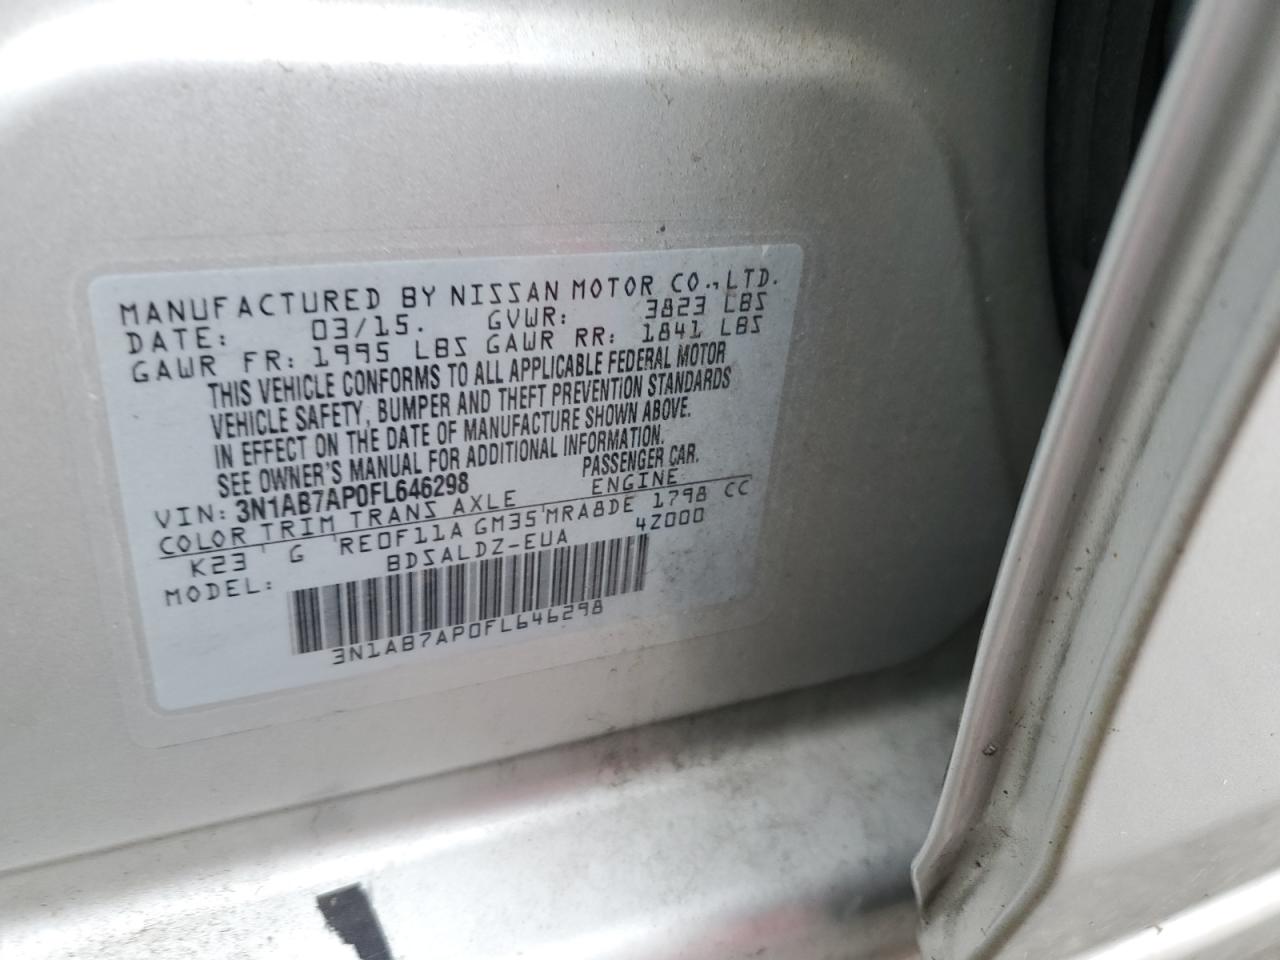 MANUFACTURED BY NISSAN MOTOR CO.,LTD.
DATE: 03/15. GVWR: 3823 LBS
GAWR FR: 1995 LBS GAWR RR: 1841 LBS
THIS VEHICLE CONFORMS TO ALL APPLICABLE FEDERAL MOTOR
VEHICLE SAFETY, BUMPER AND THEFT PREVENTION STANDARDS
IN EFFECT ON THE DATE OF MANUFACTURE SHOWN ABOVE.
SEE OWNER'S MANUAL FOR ADDITIONAL INFORMATION.
VIN: 3N1AB7AP0FL646298 PASSENGER CAR.
COLOR TRIM TRANS AXLE ENGINE
K23 G RE0F11A GM35 MRA8DE 1798 CC
MODEL: BDSALDZ-EUA 4Z000
3N1AB7AP0FL646298